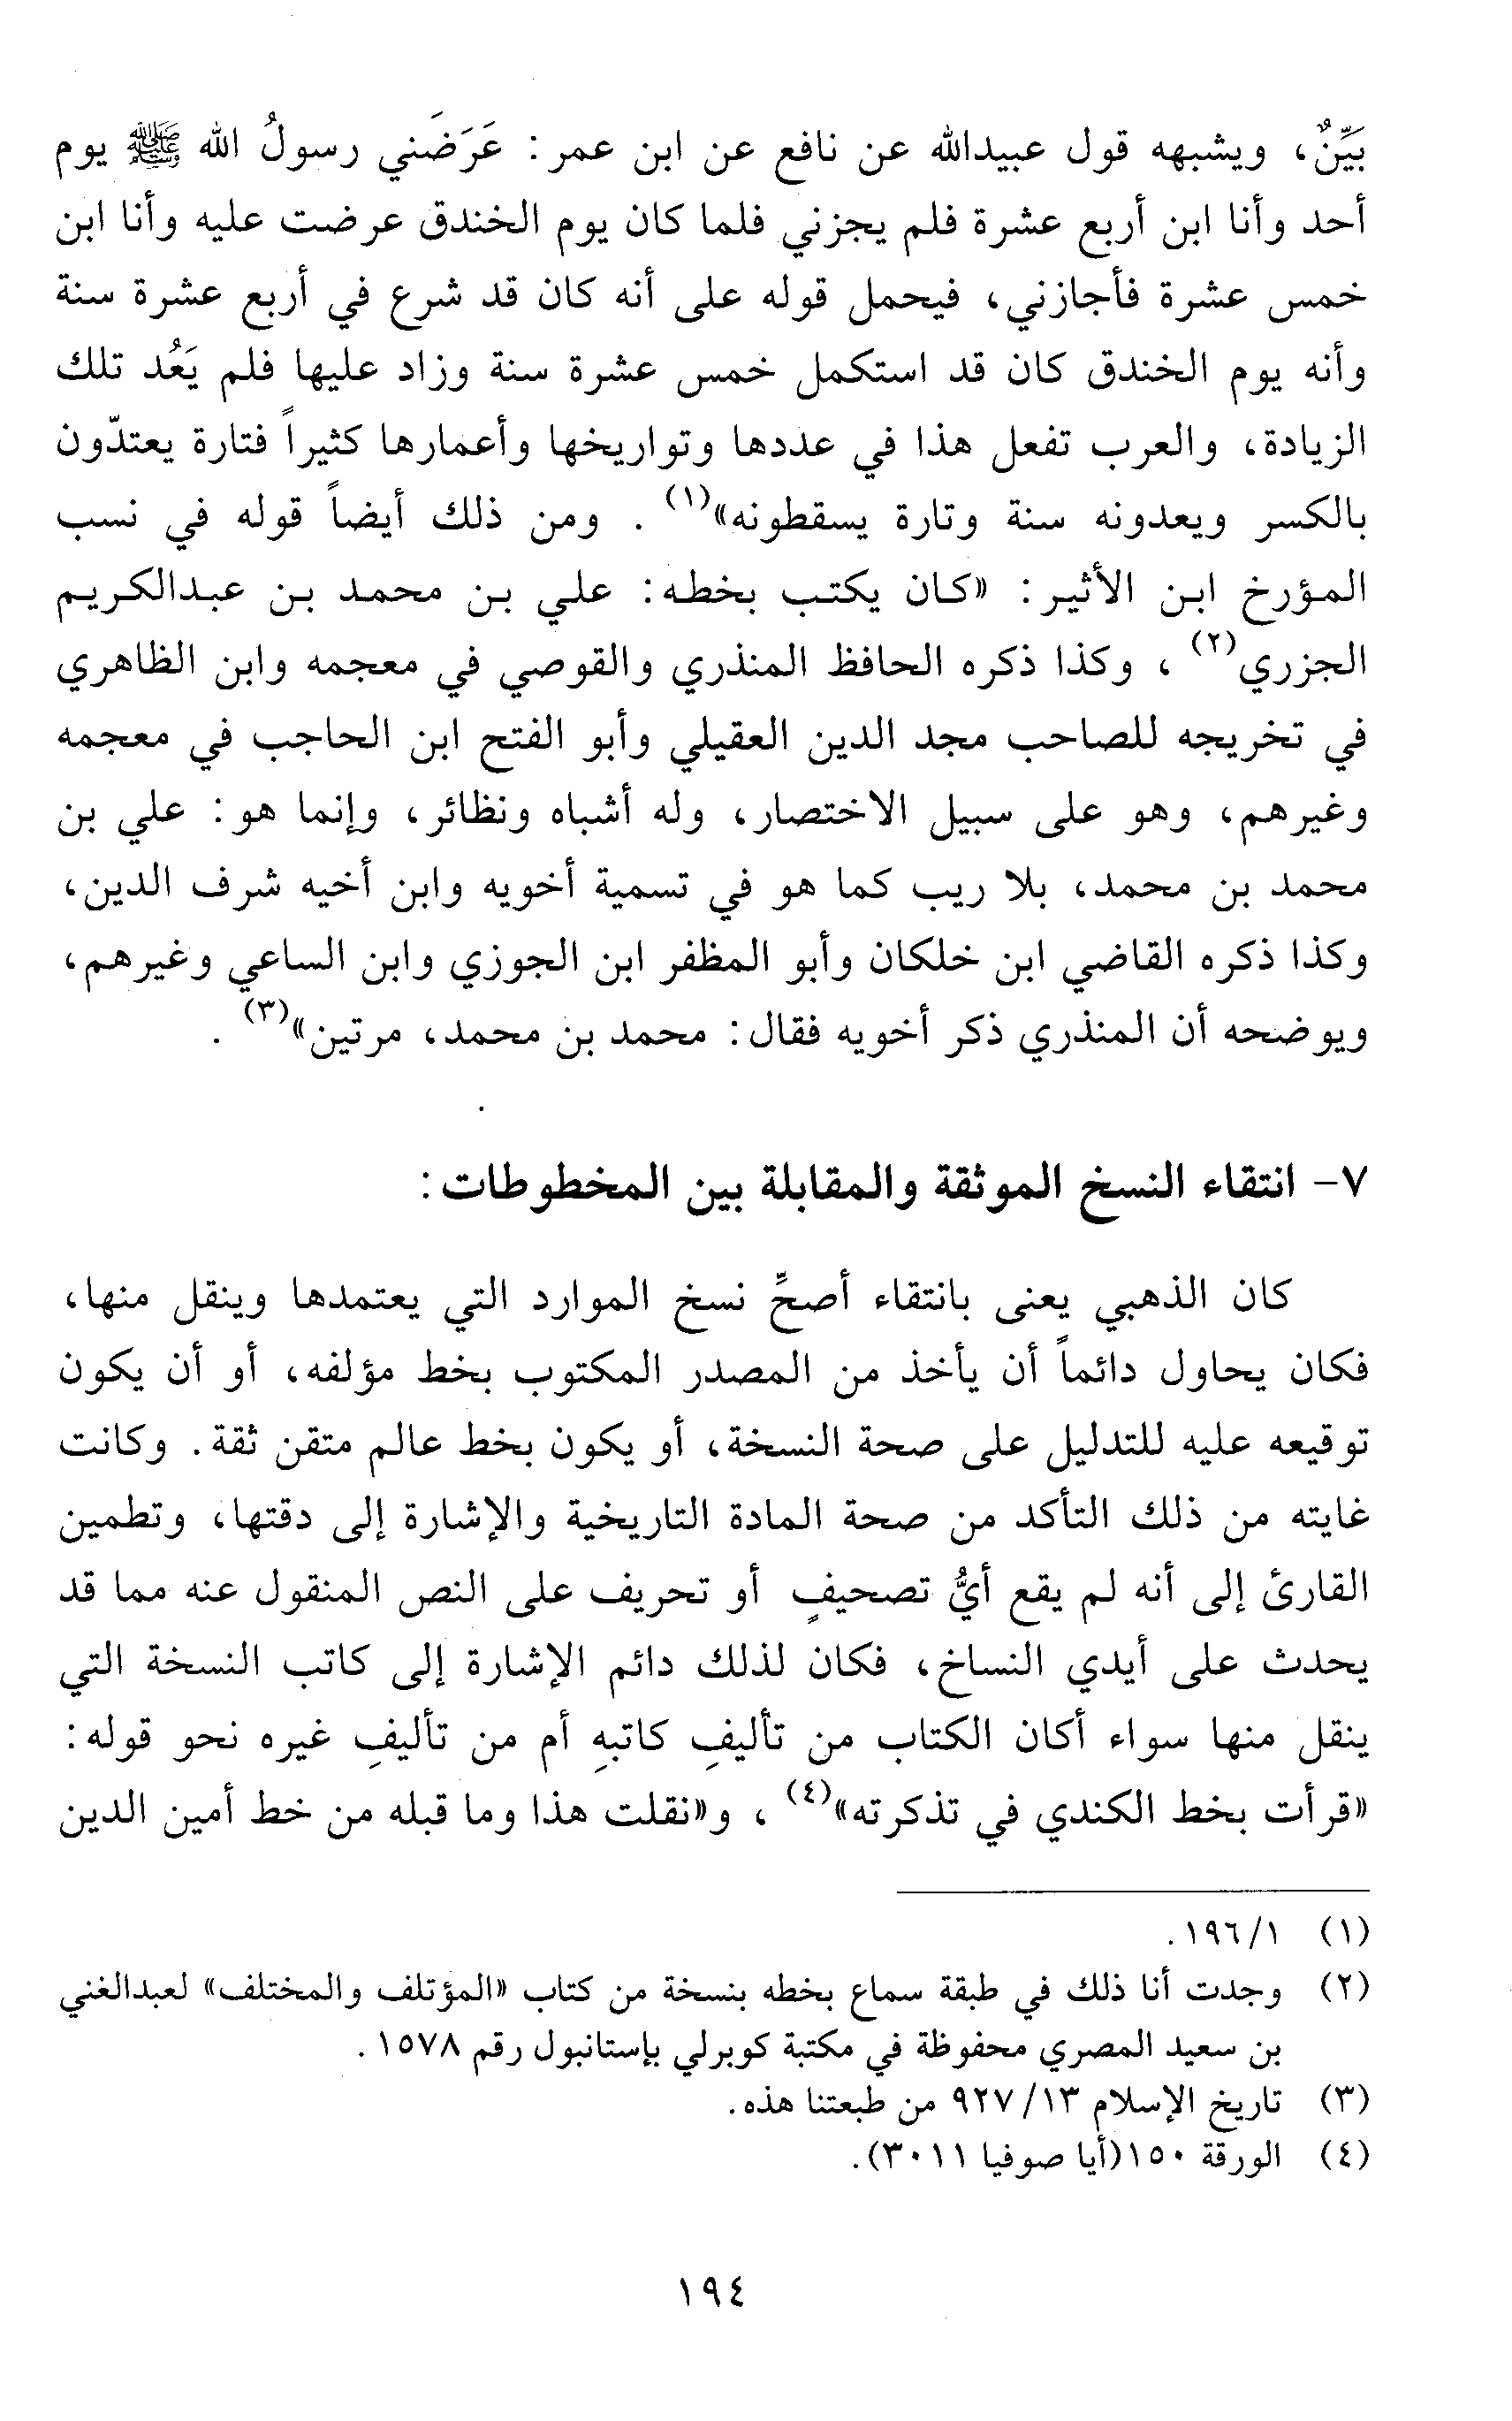 بَيِّنٌ، ويشبهه قول عبيدالله عن نافع عن ابن عمر: عَرَضَني رسولُ الله ﷺ يوم
أحد وأنا ابن أربع عشرة فلم يجزني فلما كان يوم الخندق عرضت عليه وأنا ابن
خمس عشرة فأجازني، فيحمل قوله على أنه كان قد شرع في أربع عشرة سنة
وأنه يوم الخندق كان قد استكمل خمس عشرة سنة وزاد عليها فلم يَعُد تلك
الزيادة، والعرب تفعل هذا في عددها وتواريخها وأعمارها كثيراً فتارة يعتدّون
بالكسر ويعدونه سنة وتارة يسقطونه»(١) . ومن ذلك أيضاً قوله في نسب
المؤرخ ابن الأثير: «كان يكتب بخطه: علي بن محمد بن عبدالكريم
الجزري(٢) ، وكذا ذكره الحافظ المنذري والقوصي في معجمه وابن الظاهري
في تخريجه للصاحب مجد الدين العقيلي وأبو الفتح ابن الحاجب في معجمه
وغيرهم، وهو على سبيل الاختصار، وله أشباه ونظائر، وإنما هو: علي بن
محمد بن محمد، بلا ريب كما هو في تسمية أخويه وابن أخيه شرف الدين،
وكذا ذكره القاضي ابن خلكان وأبو المظفر ابن الجوزي وابن الساعي وغيرهم،
ويوضحه أن المنذري ذكر أخويه فقال: محمد بن محمد، مرتين»(٣) .
٧- انتقاء النسخ الموثقة والمقابلة بين المخطوطات:
كان الذهبي يعنى بانتقاء أصحِّ نسخ الموارد التي يعتمدها وينقل منها،
فكان يحاول دائماً أن يأخذ من المصدر المكتوب بخط مؤلفه، أو أن يكون
توقيعه عليه للتدليل على صحة النسخة، أو يكون بخط عالم متقن ثقة. وكانت
غايته من ذلك التأكد من صحة المادة التاريخية والإشارة إلى دقتها، وتطمين
القارئ إلى أنه لم يقع أيُّ تصحيفٍ أو تحريف على النص المنقول عنه مما قد
يحدث على أيدي النساخ، فكان لذلك دائم الإشارة إلى كاتب النسخة التي
ينقل منها سواء أكان الكتاب من تأليفِ كاتبهِ أم من تأليفِ غيره نحو قوله:
«قرأت بخط الكندي في تذكرته»(٤) ، و«نقلت هذا وما قبله من خط أمين الدين
(١) ١٩٦/١ .
(٢) وجدت أنا ذلك في طبقة سماع بخطه بنسخة من كتاب «المؤتلف والمختلف» لعبدالغني
بن سعيد المصري محفوظة في مكتبة كوبرلي بإستانبول رقم ١٥٧٨ .
(٣) تاريخ الإسلام ٩٢٧/١٣ من طبعتنا هذه.
(٤) الورقة ١٥٠(أيا صوفيا ٣٠١١).
١٩٤